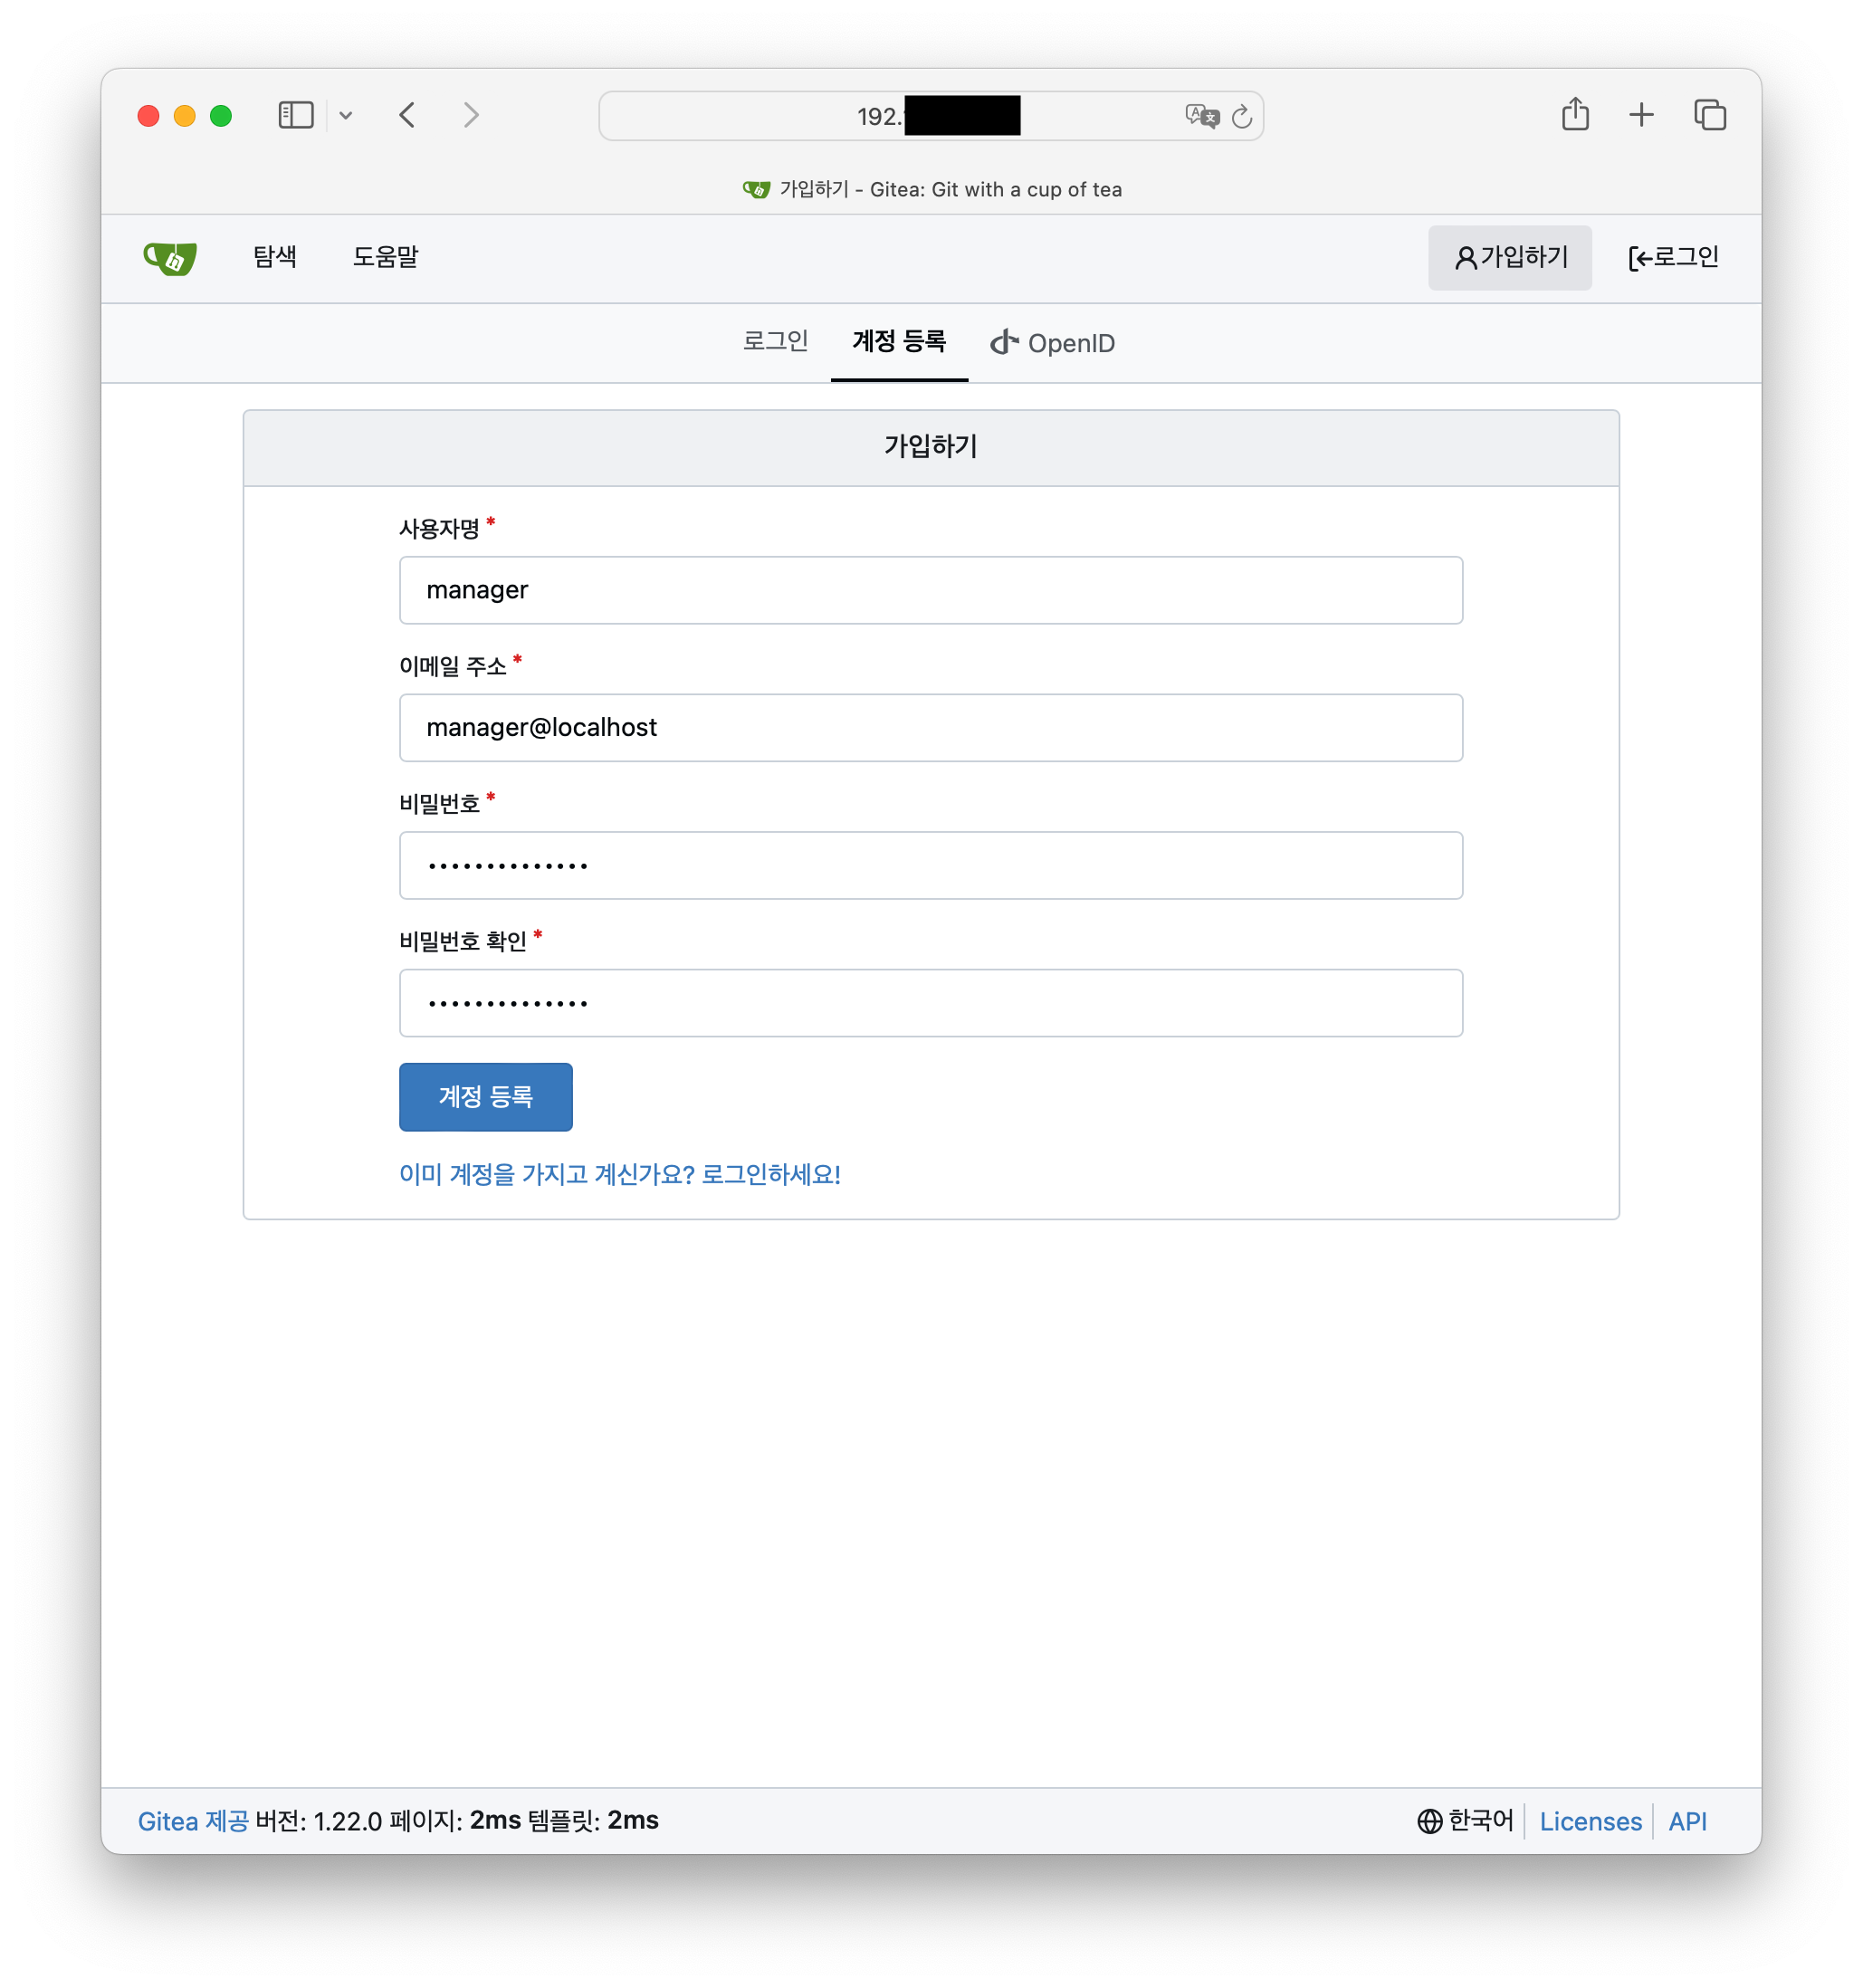 192.
가입하기 - Gitea: Git with a cup of tea
탐색 도움말 가입하기 로그인
로그인 계정 등록 OpenID
가입하기
사용자명 *
manager
이메일 주소 *
manager@localhost
비밀번호 *
••••••••••••••
비밀번호 확인 *
••••••••••••••
계정 등록
이미 계정을 가지고 계신가요? 로그인하세요!
Gitea 제공 버전: 1.22.0 페이지: 2ms 템플릿: 2ms 한국어 Licenses API